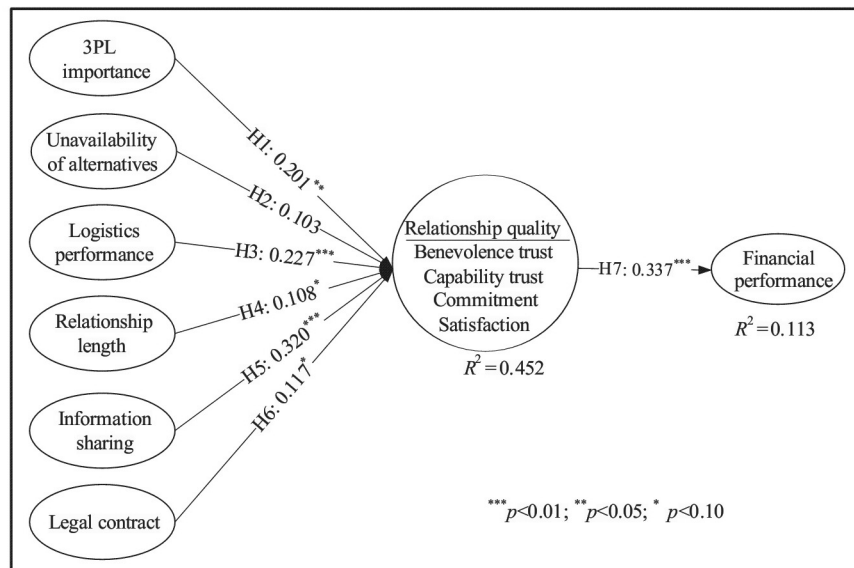 3PL
importance
Unavailability
of alternatives
Logistics
performance
Relationship
length
Information
sharing
Legal contract
H1: 0.201**
H2: 0.103
H3: 0.227***
H4: 0.108*
H5: 0.320***
H6: 0.117*
Relationship quality
Benevolence trust
Capability trust
Commitment
Satisfaction
R²=0.452
H7: 0.337***
Financial
performance
R²=0.113
***p<0.01; **p<0.05; * p<0.10